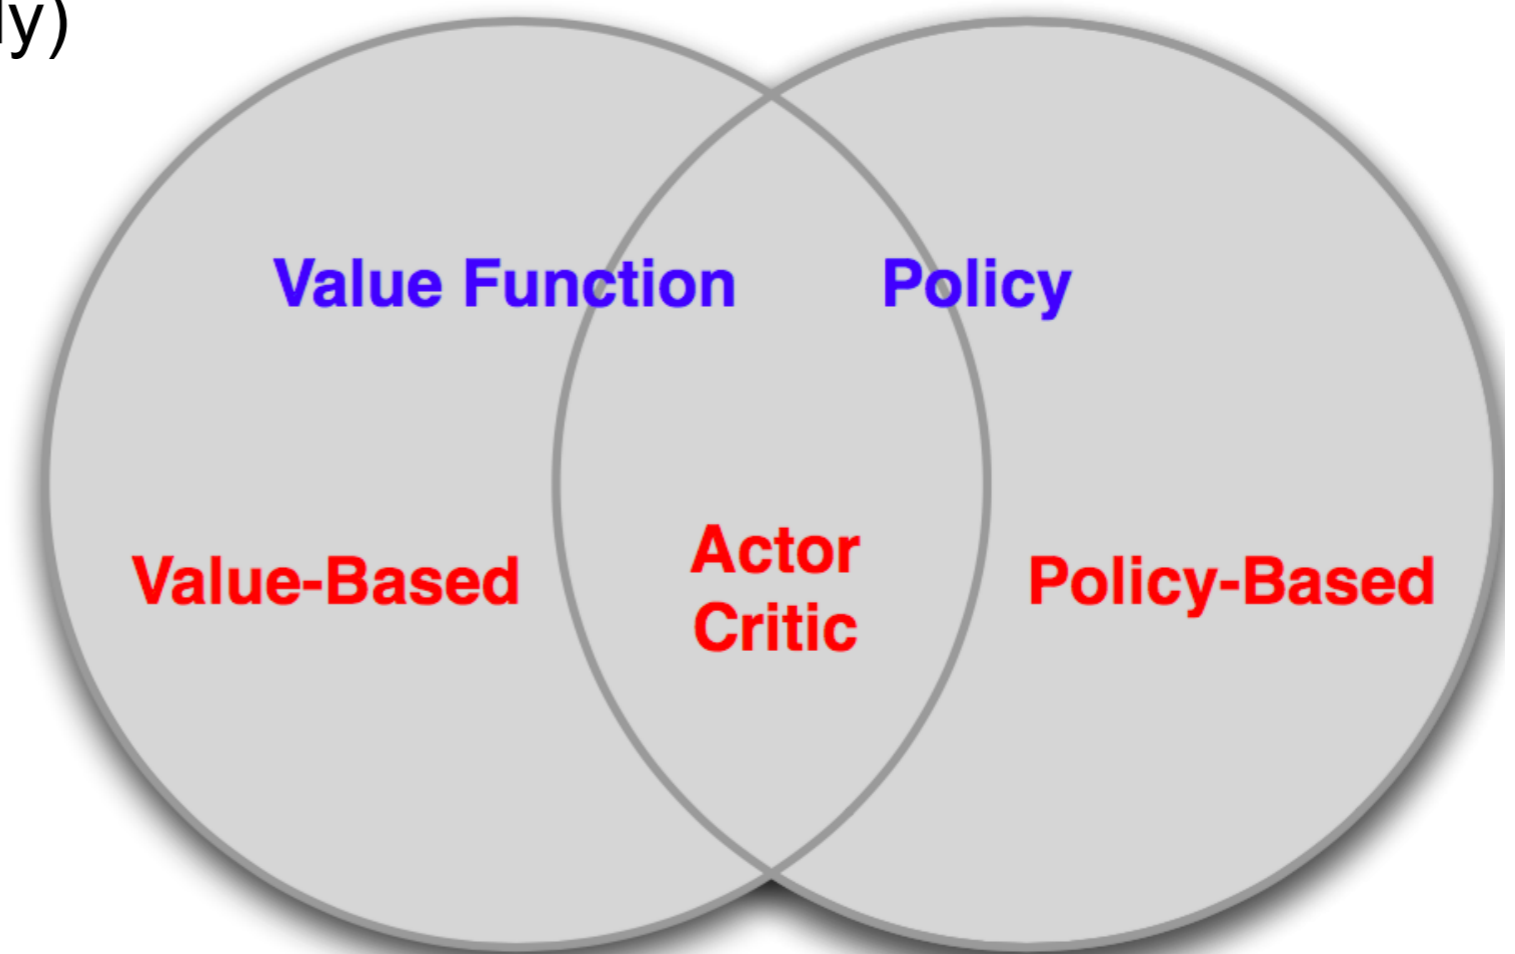 ly)
Value Function
Policy
Value-Based
Actor
Critic
Policy-Based